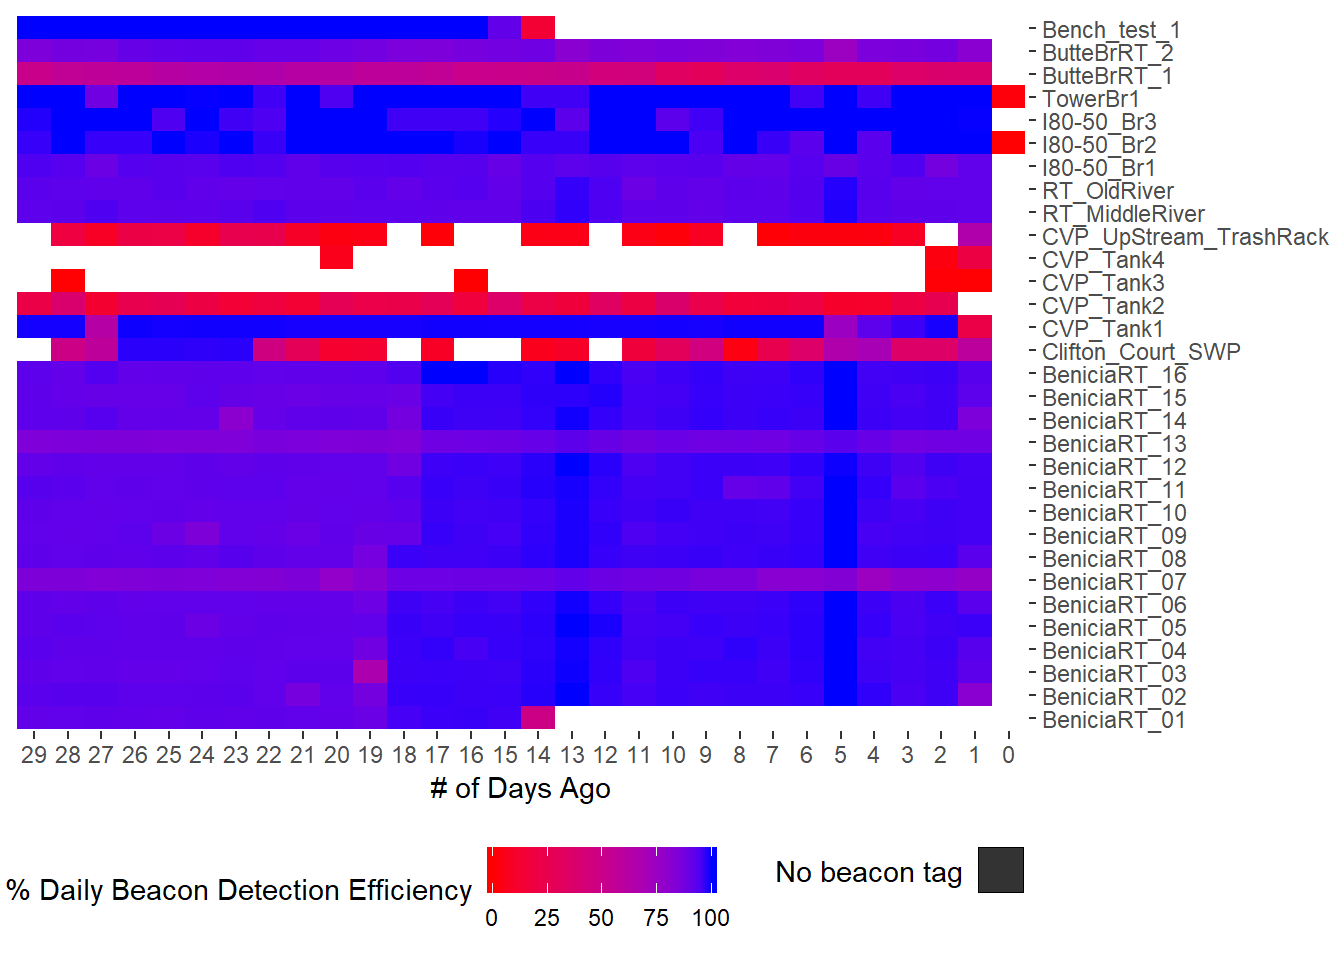 Bench_test_1
ButteBrRT_2
ButteBrRT_1
TowerBr1
I80-50_Br3
I80-50_Br2
I80-50_Br1
RT_OldRiver
RT_MiddleRiver
CVP_UpStream_TrashRack
CVP_Tank4
CVP_Tank3
CVP_Tank2
CVP_Tank1
Clifton_Court_SWP
BeniciaRT_16
BeniciaRT_15
BeniciaRT_14
BeniciaRT_13
BeniciaRT_12
BeniciaRT_11
BeniciaRT_10
BeniciaRT_09
BeniciaRT_08
BeniciaRT_07
BeniciaRT_06
BeniciaRT_05
BeniciaRT_04
BeniciaRT_03
BeniciaRT_02
BeniciaRT_01
29 28 27 26 25 24 23 22 21 20 19 18 17 16 15 14 13 12 11 10 9 8 7 6 5 4 3 2 1 0
# of Days Ago
% Daily Beacon Detection Efficiency
0 25 50 75 100
No beacon tag